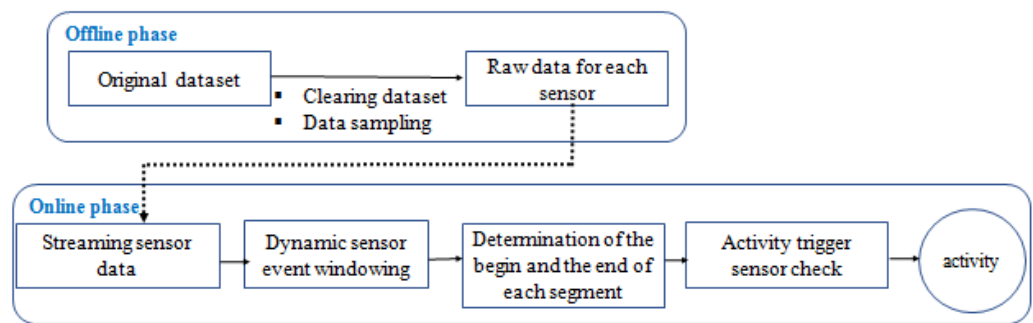 Offline phase
Original dataset
▪ Clearing dataset
▪ Data sampling
Raw data for each
sensor
Online phase
Streaming sensor
data
Dynamic sensor
event windowing
Determination of the
begin and the end of
each segment
Activity trigger
sensor check
activity